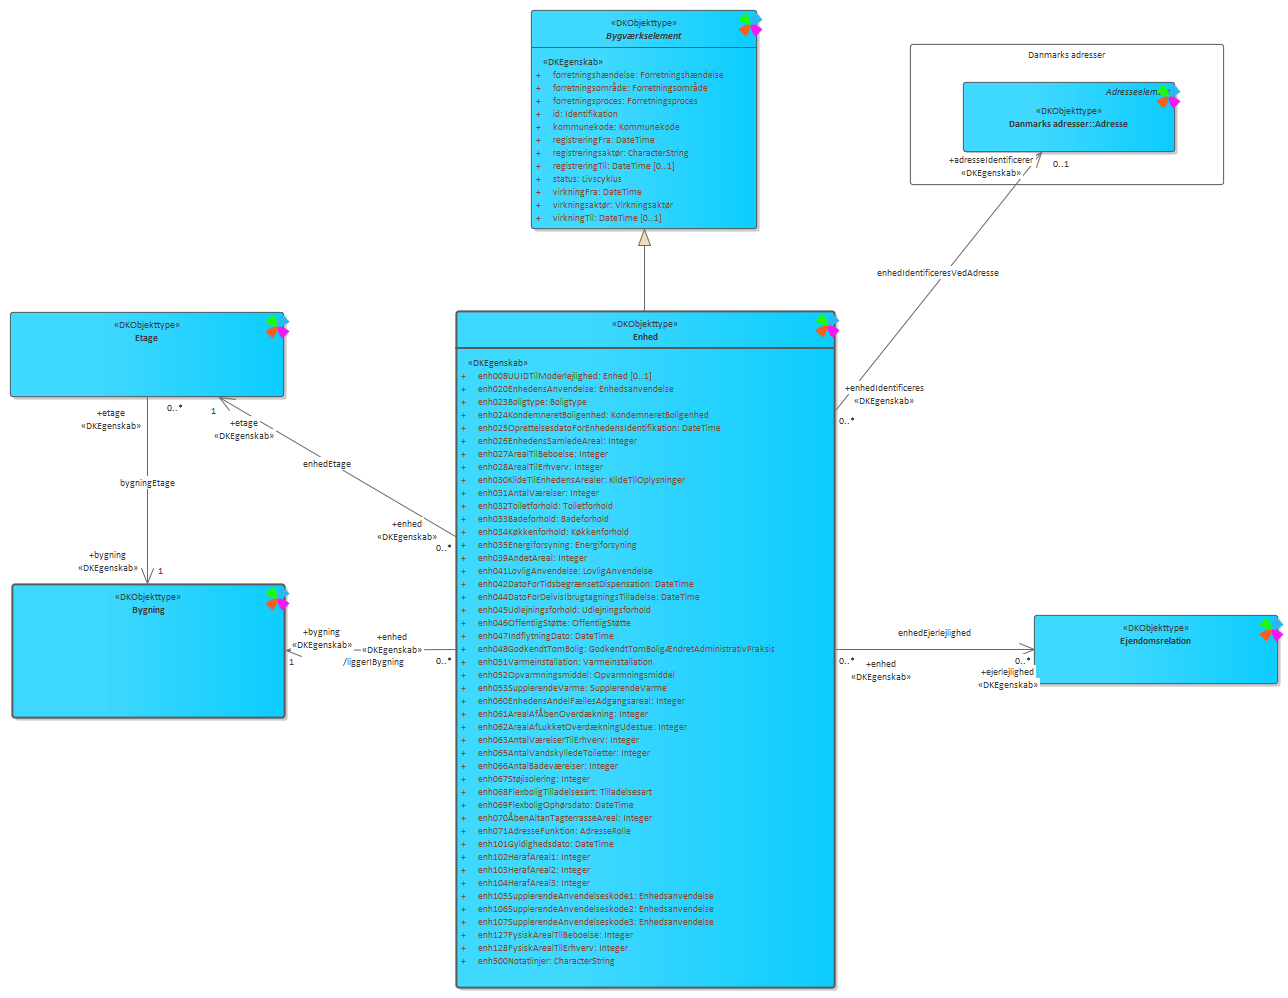 «DKObjekttype»
Bygværkselement
«DKEgenskab»
+ forretningshændelse: Forretningshændelse
+ forretningsområde: Forretningsområde
+ forretningsproces: Forretningsproces
+ id: Identifikation
+ kommunekode: Kommunekode
+ registreringFra: DateTime
+ registreringsaktør: CharacterString
+ registreringTil: DateTime [0..1]
+ status: Livscyklus
+ virkningFra: DateTime
+ virkningsaktør: Virkningsaktør
+ virkningTil: DateTime [0..1]
Danmarks adresser
«DKObjekttype»
Danmarks adresser::Adresse
+adresseIdentificerer
«DKEgenskab»
0..1
enhedIdentificeresVedAdresse
+enhedIdentificeres
«DKEgenskab»
0..*
«DKObjekttype»
Etage
+etage
«DKEgenskab»
0..*
1
+etage
«DKEgenskab»
enhedEtage
+enhed
«DKEgenskab»
0..*
bygningEtage
+bygning
«DKEgenskab»
1
«DKObjekttype»
Bygning
+bygning
«DKEgenskab»
1
+enhed
«DKEgenskab»
/liggerIBygning
0..*
«DKObjekttype»
Enhed
«DKEgenskab»
+ enh008UUIDTilModerlejlighed: Enhed [0..1]
+ enh020EnhedensAnvendelse: Enhedsanvendelse
+ enh023Boligtype: Boligtype
+ enh024KondemneretBoligenhed: KondemneretBoligenhed
+ enh025OprettelsesdatoForEnhedensIdentifikation: DateTime
+ enh026EnhedensSamledeAreal: Integer
+ enh027ArealTilBeboelse: Integer
+ enh028ArealTilErhverv: Integer
+ enh030KildeTilEnhedensArealer: KildeTilOplysninger
+ enh031AntalVærelser: Integer
+ enh032Toiletforhold: Toiletforhold
+ enh033Badeforhold: Badeforhold
+ enh034Køkkenforhold: Køkkenforhold
+ enh035Energiforsyning: Energiforsyning
+ enh039AndetAreal: Integer
+ enh041LovligAnvendelse: LovligAnvendelse
+ enh042DatoForTidsbegrænsetDispensation: DateTime
+ enh044DatoForDelvisIbrugtagningsTilladelse: DateTime
+ enh045Udlejningsforhold: Udlejningsforhold
+ enh046OffentligStøtte: OffentligStøtte
+ enh047IndflytningDato: DateTime
+ enh048GodkendtTomBolig: GodkendtTomBoligÆndretAdministrativPraksis
+ enh051Varmeinstallation: Varmeinstallation
+ enh052Opvarmningsmiddel: Opvarmningsmiddel
+ enh053SupplerendeVarme: SupplerendeVarme
+ enh060EnhedensAndelFællesAdgangsareal: Integer
+ enh061ArealAfÅbenOverdækning: Integer
+ enh062ArealAfLukketOverdækningUdestue: Integer
+ enh063AntalVærelserTilErhverv: Integer
+ enh065AntalVandskylledeToiletter: Integer
+ enh066AntalBadeværelser: Integer
+ enh067Støjisolering: Integer
+ enh068FlexboligTilladelsesart: Tilladelsesart
+ enh069FlexboligOphørsdato: DateTime
+ enh070ÅbenAltanTagterrasseAreal: Integer
+ enh071AdresseFunktion: AdresseRolle
+ enh101Gyldighedsdato: DateTime
+ enh102HerafAreal1: Integer
+ enh103HerafAreal2: Integer
+ enh104HerafAreal3: Integer
+ enh105SupplerendeAnvendelseskode1: Enhedsanvendelse
+ enh106SupplerendeAnvendelseskode2: Enhedsanvendelse
+ enh107SupplerendeAnvendelseskode3: Enhedsanvendelse
+ enh127FysiskArealTilBeboelse: Integer
+ enh128FysiskArealTilErhverv: Integer
+ enh500Notatlinjer: CharacterString
enhedEjerlejlighed
0..*
+enhed
«DKEgenskab»
0..*
+ejerlejlighed
«DKEgenskab»
«DKObjekttype»
Ejendomsrelation